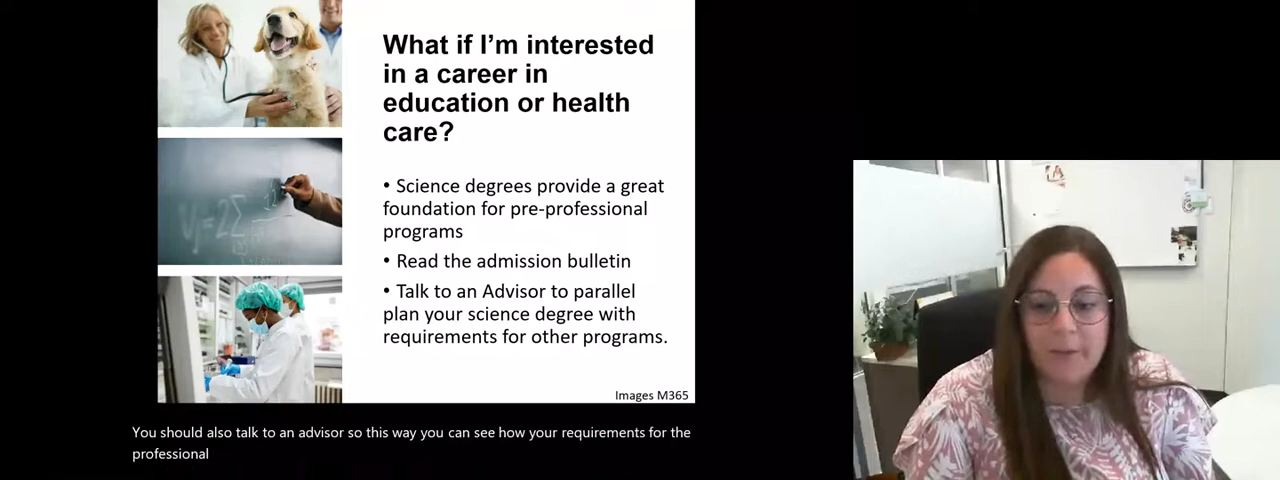 What if I'm interested
in a career in
education or health
care?
• Science degrees provide a great
foundation for pre-professional
programs
• Read the admission bulletin
• Talk to an Advisor to parallel
plan your science degree with
requirements for other programs.
Images M365
You should also talk to an advisor so this way you can see how your requirements for the
professional